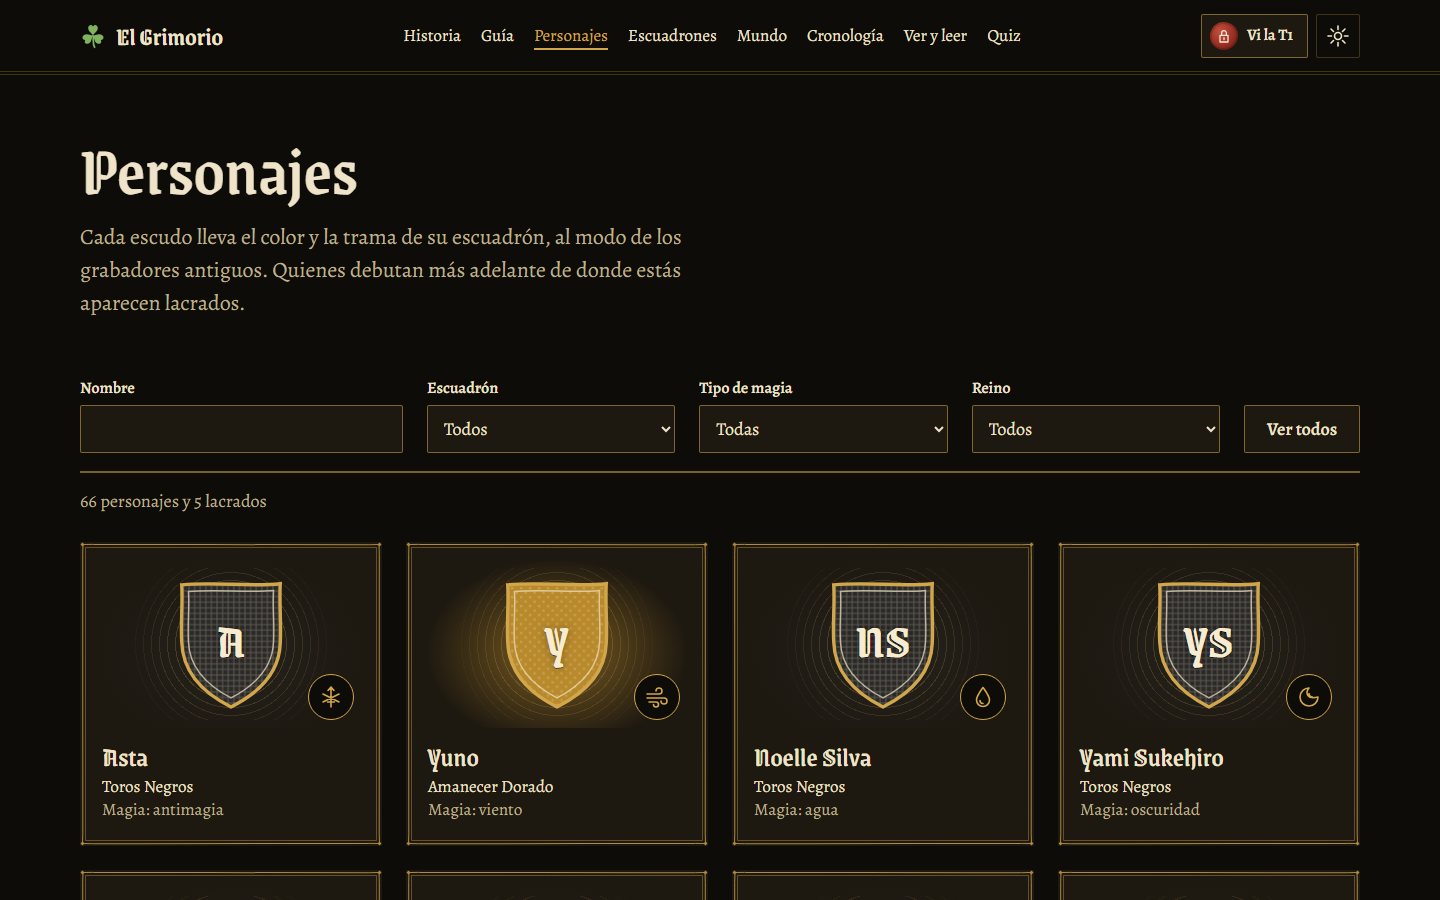 El Grimorio
Historia Guía Personajes Escuadrones Mundo Cronología Ver y leer Quiz
Vi la T1
Personajes
Cada escudo lleva el color y la trama de su escuadrón, al modo de los
grabadores antiguos. Quienes debutan más adelante de donde estás
aparecen lacrados.
Nombre Escuadrón Tipo de magia Reino
Todos Todas Todos Ver todos
66 personajes y 5 lacrados
A Y NS YS
Asta Yuno Noelle Silva Yami Sukehiro
Toros Negros Amanecer Dorado Toros Negros Toros Negros
Magia: antimagia Magia: viento Magia: agua Magia: oscuridad